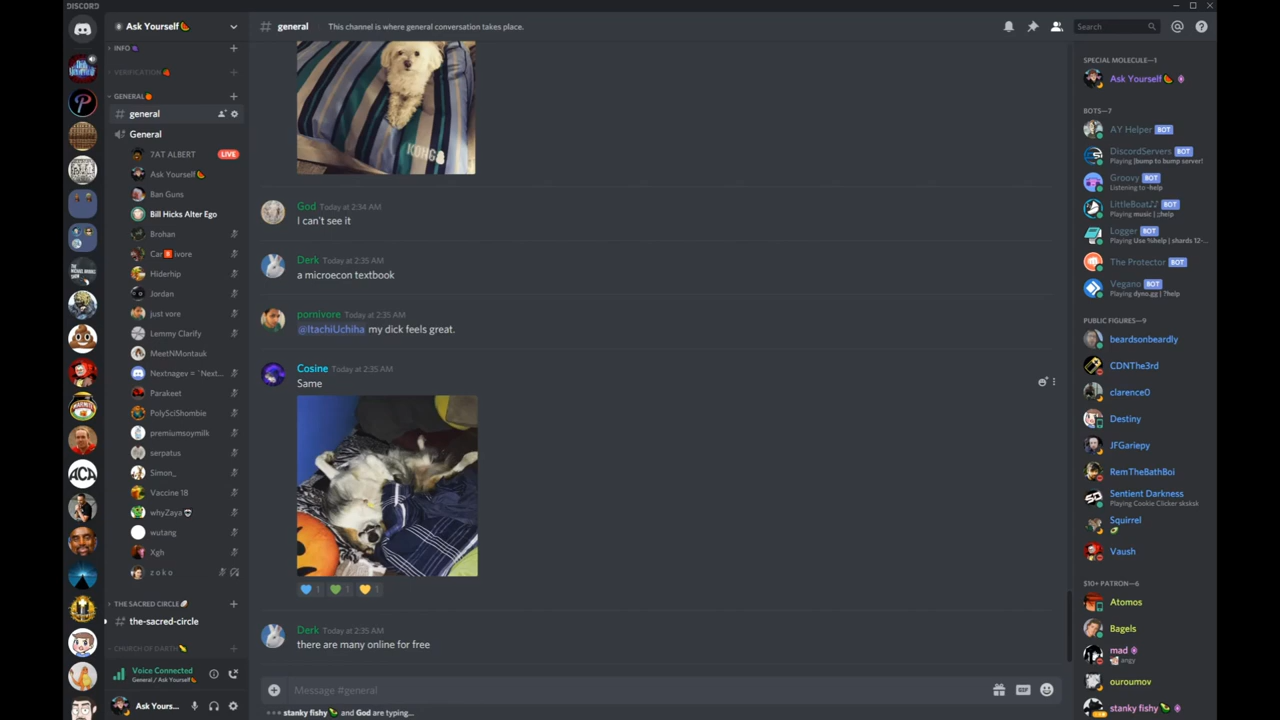 DISCORD
Ask Yourself
INFO
VERIFICATION
GENERAL
general
General
7AT ALBERT
LIVE
Ask Yourself
Ban Guns
Bill Hicks Alter Ego
Brohan
Car B ivore
Hiderhip
Jordan
just vore
Lemmy Clarify
MeetNMontauk
Nextnagev = `Next...
Parakeet
PolySciShombie
premiumsoymilk
serpatus
Simon_
Vaccine 18
whyZaya
wutang
Xgh
z o k o
THE SACRED CIRCLE
# the-sacred-circle
CHURCH OF DARTH
Voice Connected
General / Ask Yourself
Ask Yours...
ACA
# general
This channel is where general conversation takes place.
Search
KONG
God Today at 2:34 AM
I can't see it
Derk Today at 2:35 AM
a microecon textbook
pornivore Today at 2:35 AM
@ItachiUchiha my dick feels great.
Cosine Today at 2:35 AM
Same
1 1 1
Derk Today at 2:35 AM
there are many online for free
Message #general
GIF
stanky fishy and God are typing...
SPECIAL MOLECULE—1
Ask Yourself
BOTS—7
AY Helper BOT
DiscordServers BOT
Playing !bump to bump server!
Groovy BOT
Listening to -help
LittleBoat♪♪ BOT
Playing music | ;;help
Logger BOT
Playing Use %help | shards 12-...
The Protector BOT
Vegano BOT
Playing dyno.gg | ?help
PUBLIC FIGURES—9
beardsonbeardly
CDNThe3rd
clarence0
Destiny
JFGariepy
RemTheBathBoi
Sentient Darkness
Playing Cookie Clicker sksksk
Squirrel
Vaush
$10+ PATRON—6
Atomos
Bagels
mad
angy
ouroumov
stanky fishy